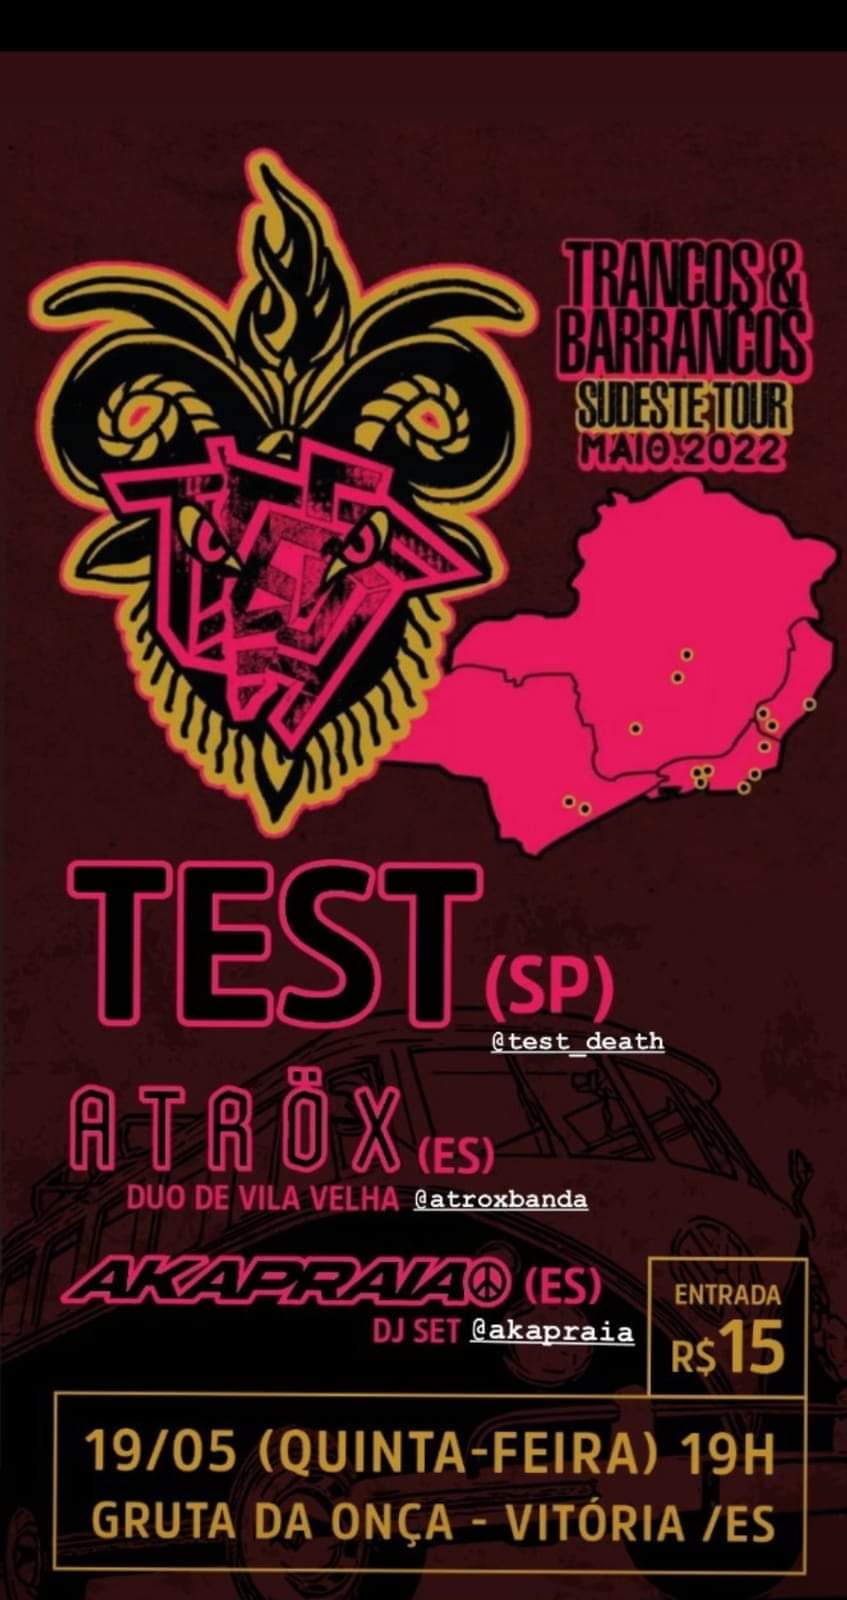 TRANCOS &
BARRANCOS
SUDESTE TOUR
MAIO.2022
TEST
TEST (SP)
@test_death
ATRÖX (ES)
DUO DE VILA VELHA @atroxbanda
AKAPRAIA (ES)
DJ SET @akapraia
ENTRADA
R$15
19/05 (QUINTA-FEIRA) 19H
GRUTA DA ONÇA - VITÓRIA /ES